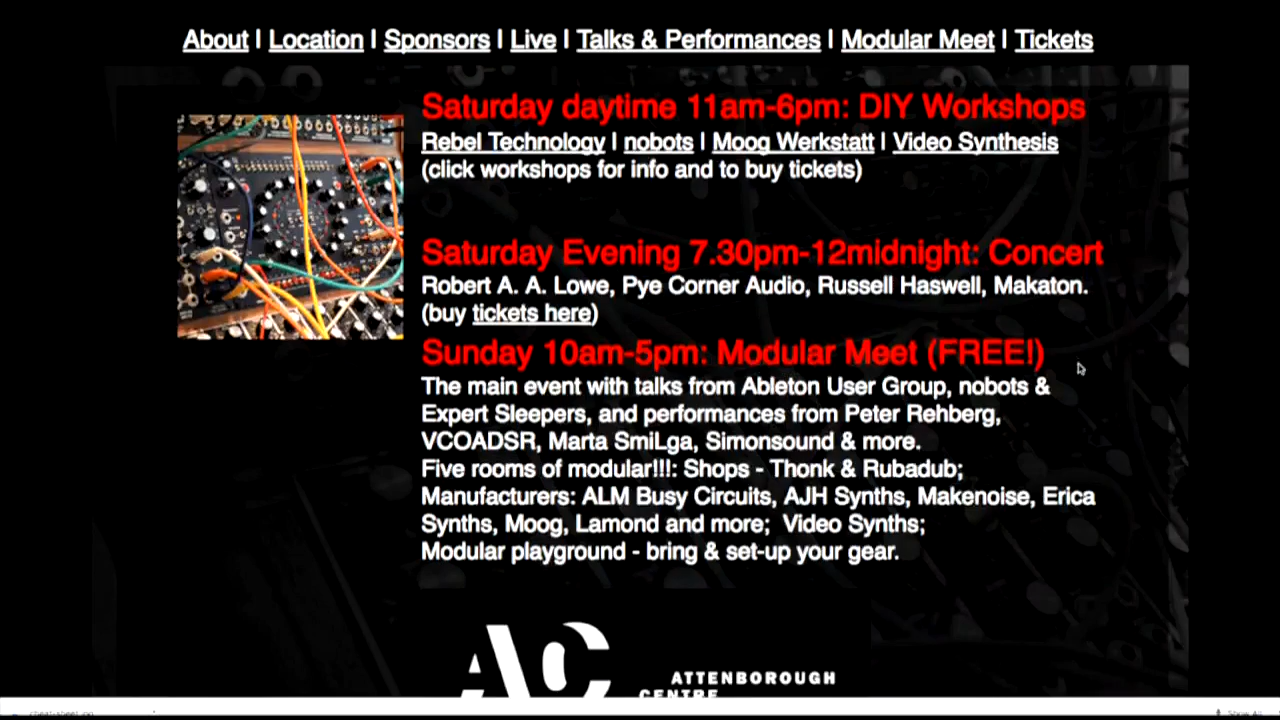 About | Location | Sponsors | Live | Talks & Performances | Modular Meet | Tickets
Saturday daytime 11am-6pm: DIY Workshops
Rebel Technology | nobots | Moog Werkstatt | Video Synthesis
(click workshops for info and to buy tickets)
Saturday Evening 7.30pm-12midnight: Concert
Robert A. A. Lowe, Pye Corner Audio, Russell Haswell, Makaton.
(buy tickets here)
Sunday 10am-5pm: Modular Meet (FREE!)
The main event with talks from Ableton User Group, nobots &
Expert Sleepers, and performances from Peter Rehberg,
VCOADSR, Marta SmiLga, Simonsound & more.
Five rooms of modular!!!: Shops - Thonk & Rubadub;
Manufacturers: ALM Busy Circuits, AJH Synths, Makenoise, Erica
Synths, Moog, Lamond and more;  Video Synths;
Modular playground - bring & set-up your gear.
AC
ATTENBOROUGH
CENTRE
Show All